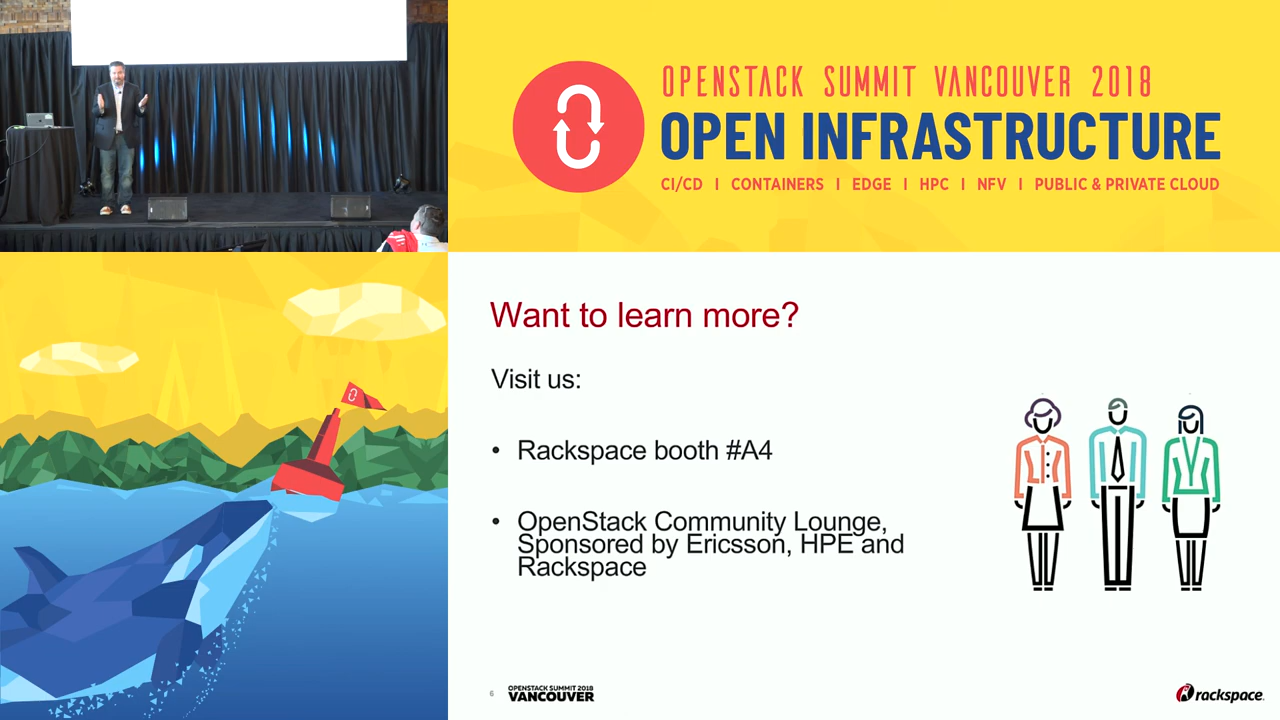 OPENSTACK SUMMIT VANCOUVER 2018
OPEN INFRASTRUCTURE
CI/CD I CONTAINERS I EDGE I HPC I NFV I PUBLIC & PRIVATE CLOUD
Want to learn more?
Visit us:
• Rackspace booth #A4
• OpenStack Community Lounge,
Sponsored by Ericsson, HPE and
Rackspace
6
OPENSTACK SUMMIT 2018
VANCOUVER
rackspace.